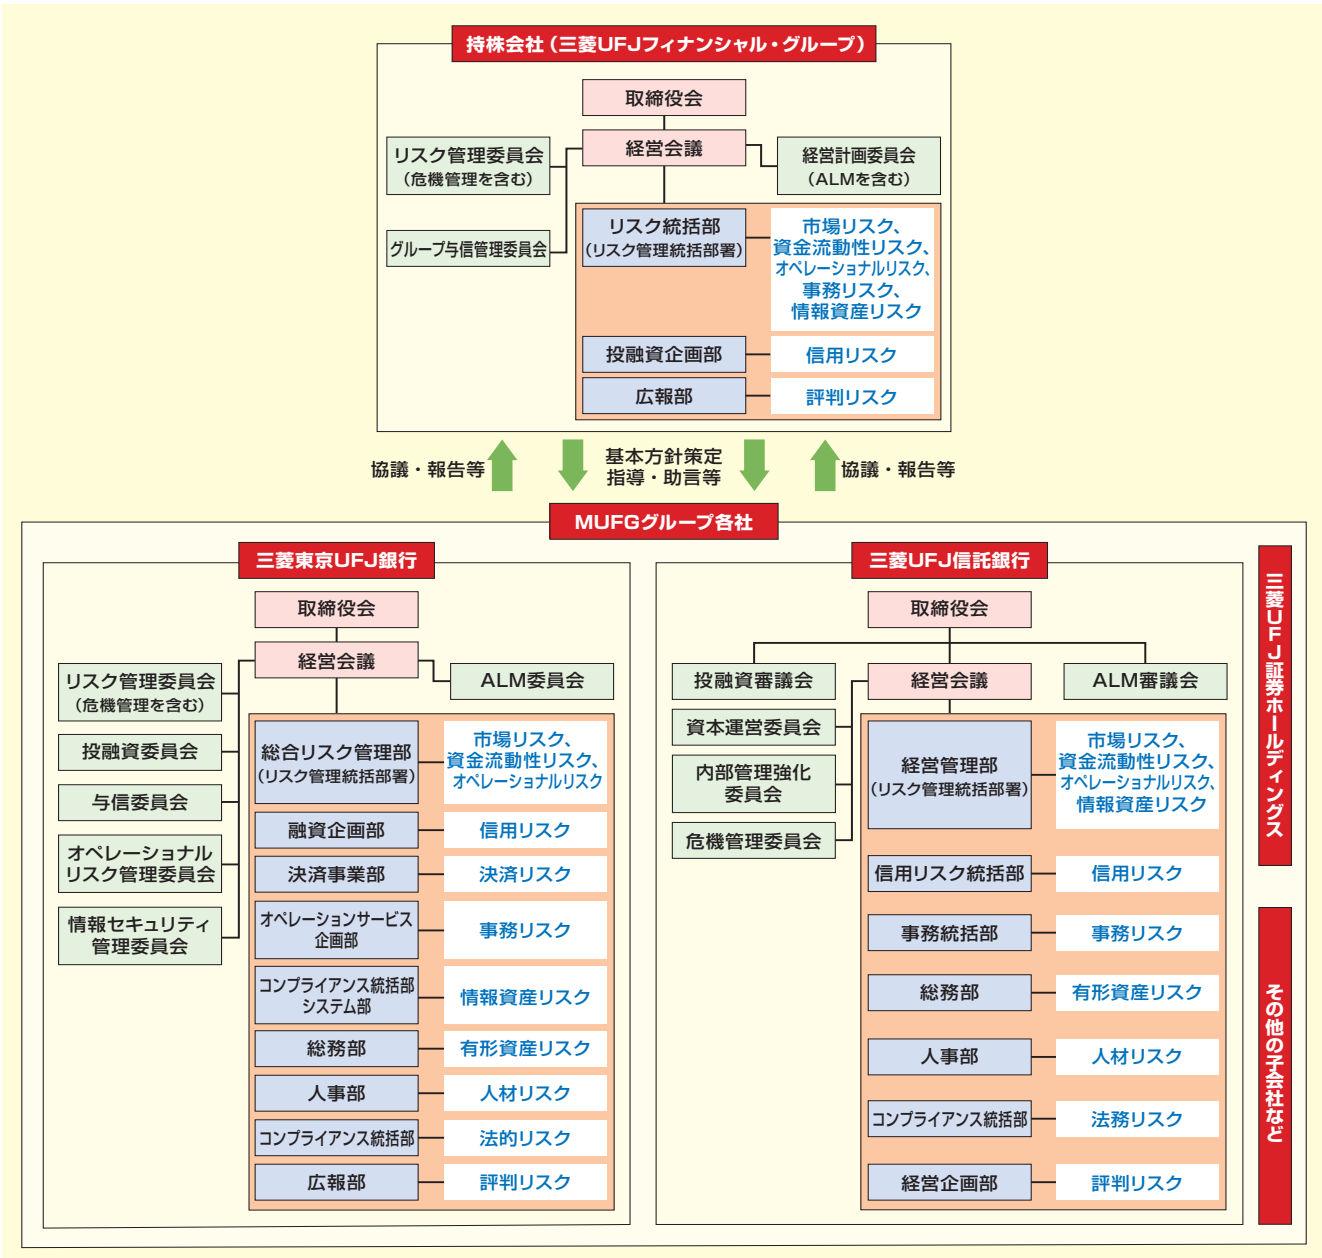 持株会社（三菱UFJフィナンシャル・グループ）
取締役会
経営会議
リスク管理委員会
（危機管理を含む）
経営計画委員会
（ALMを含む）
グループ与信管理委員会
リスク統括部
（リスク管理統括部署）
市場リスク、
資金流動性リスク、
オペレーショナルリスク、
事務リスク、
情報資産リスク
投融資企画部
信用リスク
広報部
評判リスク
協議・報告等
基本方針策定
指導・助言等
協議・報告等
MUFGグループ各社
三菱東京UFJ銀行
取締役会
経営会議
リスク管理委員会
（危機管理を含む）
ALM委員会
投融資委員会
与信委員会
オペレーショナル
リスク管理委員会
情報セキュリティ
管理委員会
総合リスク管理部
（リスク管理統括部署）
市場リスク、
資金流動性リスク、
オペレーショナルリスク
融資企画部
信用リスク
決済事業部
決済リスク
オペレーションサービス
企画部
事務リスク
コンプライアンス統括部
システム部
情報資産リスク
総務部
有形資産リスク
人事部
人材リスク
コンプライアンス統括部
法的リスク
広報部
評判リスク
三菱UFJ信託銀行
取締役会
投融資審議会
経営会議
ALM審議会
資本運営委員会
内部管理強化
委員会
危機管理委員会
経営管理部
（リスク管理統括部署）
市場リスク、
資金流動性リスク、
オペレーショナルリスク、
情報資産リスク
信用リスク統括部
信用リスク
事務統括部
事務リスク
総務部
有形資産リスク
人事部
人材リスク
コンプライアンス統括部
法務リスク
経営企画部
評判リスク
三菱UFJ証券ホールディングス
その他の子会社など